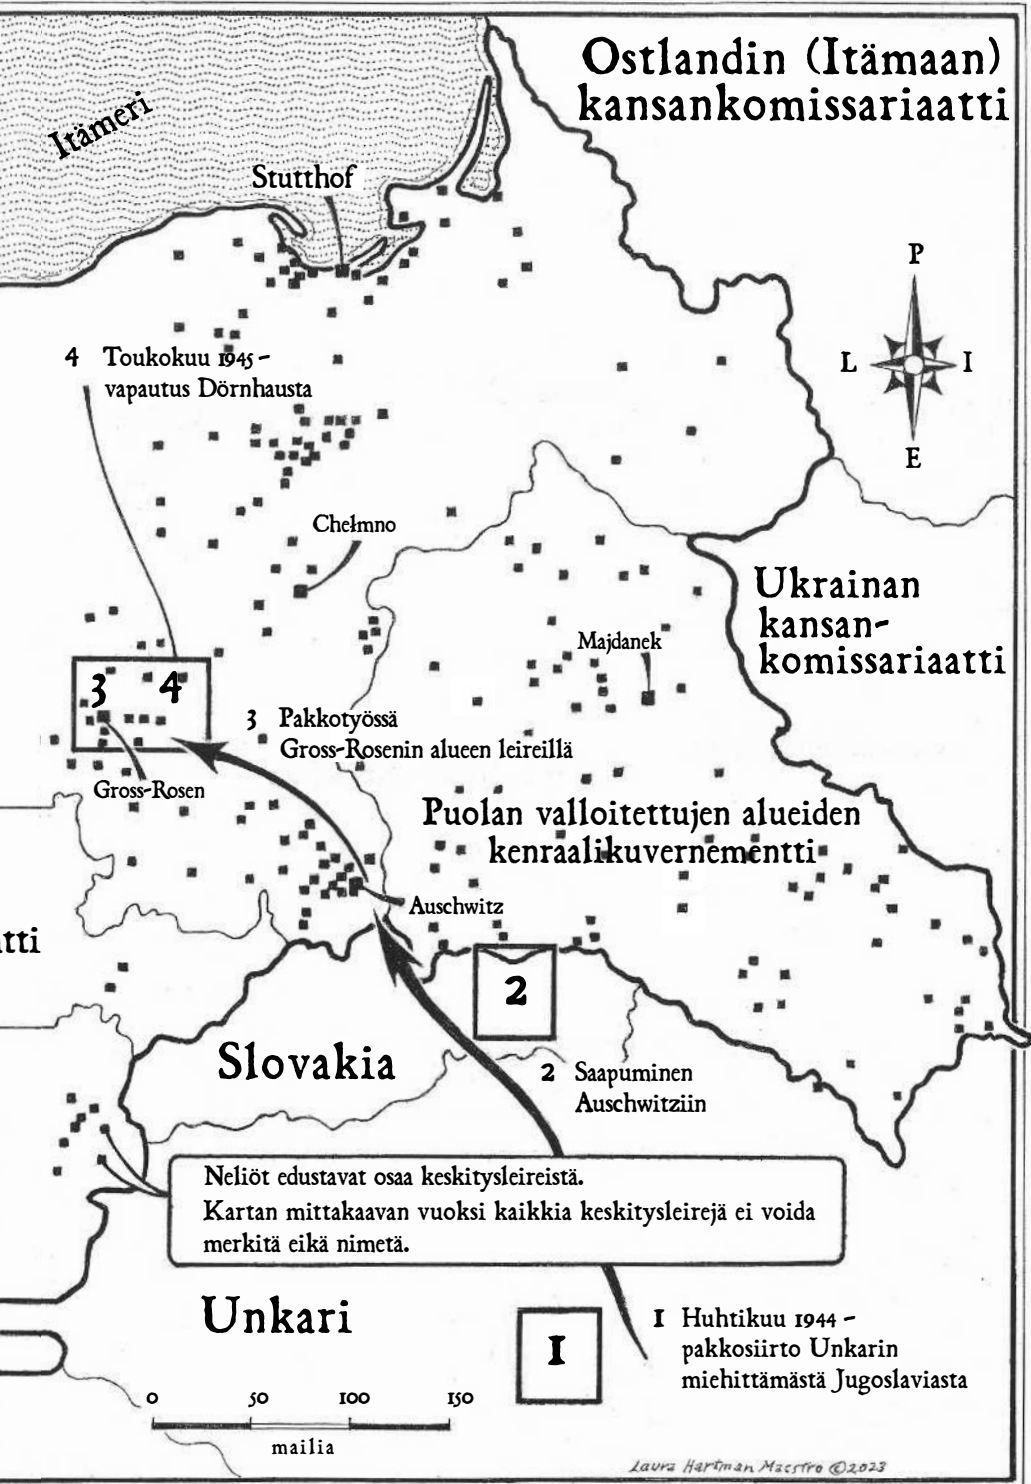 Ostlandin (Itämaan)
kansankomissariaatti
Itämeri
Stutthof
P
L
I
E
4 Toukokuu 1945 –
vapautus Dörnhausta
Chełmno
Ukrainan
kansan-
komissariaatti
Majdanek
3
4
3 Pakkotyössä
Gross-Rosenin alueen leireillä
Gross-Rosen
Puolan valloitettujen alueiden
kenraalikuvernementti
Auschwitz
tti
2
Slovakia
2 Saapuminen
Auschwitziin
Neliöt edustavat osaa keskitysleireistä.
Kartan mittakaavan vuoksi kaikkia keskitysleirejä ei voida
merkitä eikä nimetä.
Unkari
1
1 Huhtikuu 1944 –
pakkosiirto Unkarin
miehittämästä Jugoslaviasta
0 50 100 150
mailia
Laura Hartman Maestro ©2023